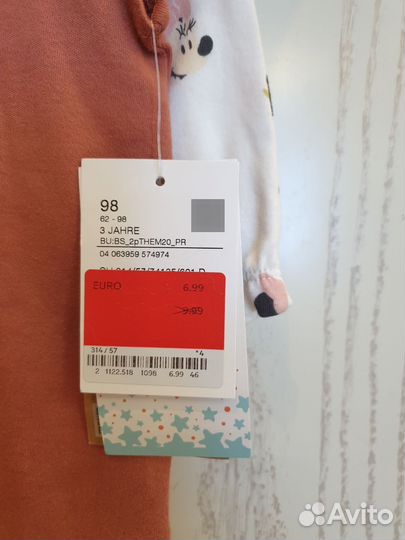 98
62 - 98
3 JAHRE
BU:BS_2pTHEM20_PR
04 063959 574974
EURO 6.99
9.99
314 / 57 *4
2 1122.518 1098 6.99 46
Avito